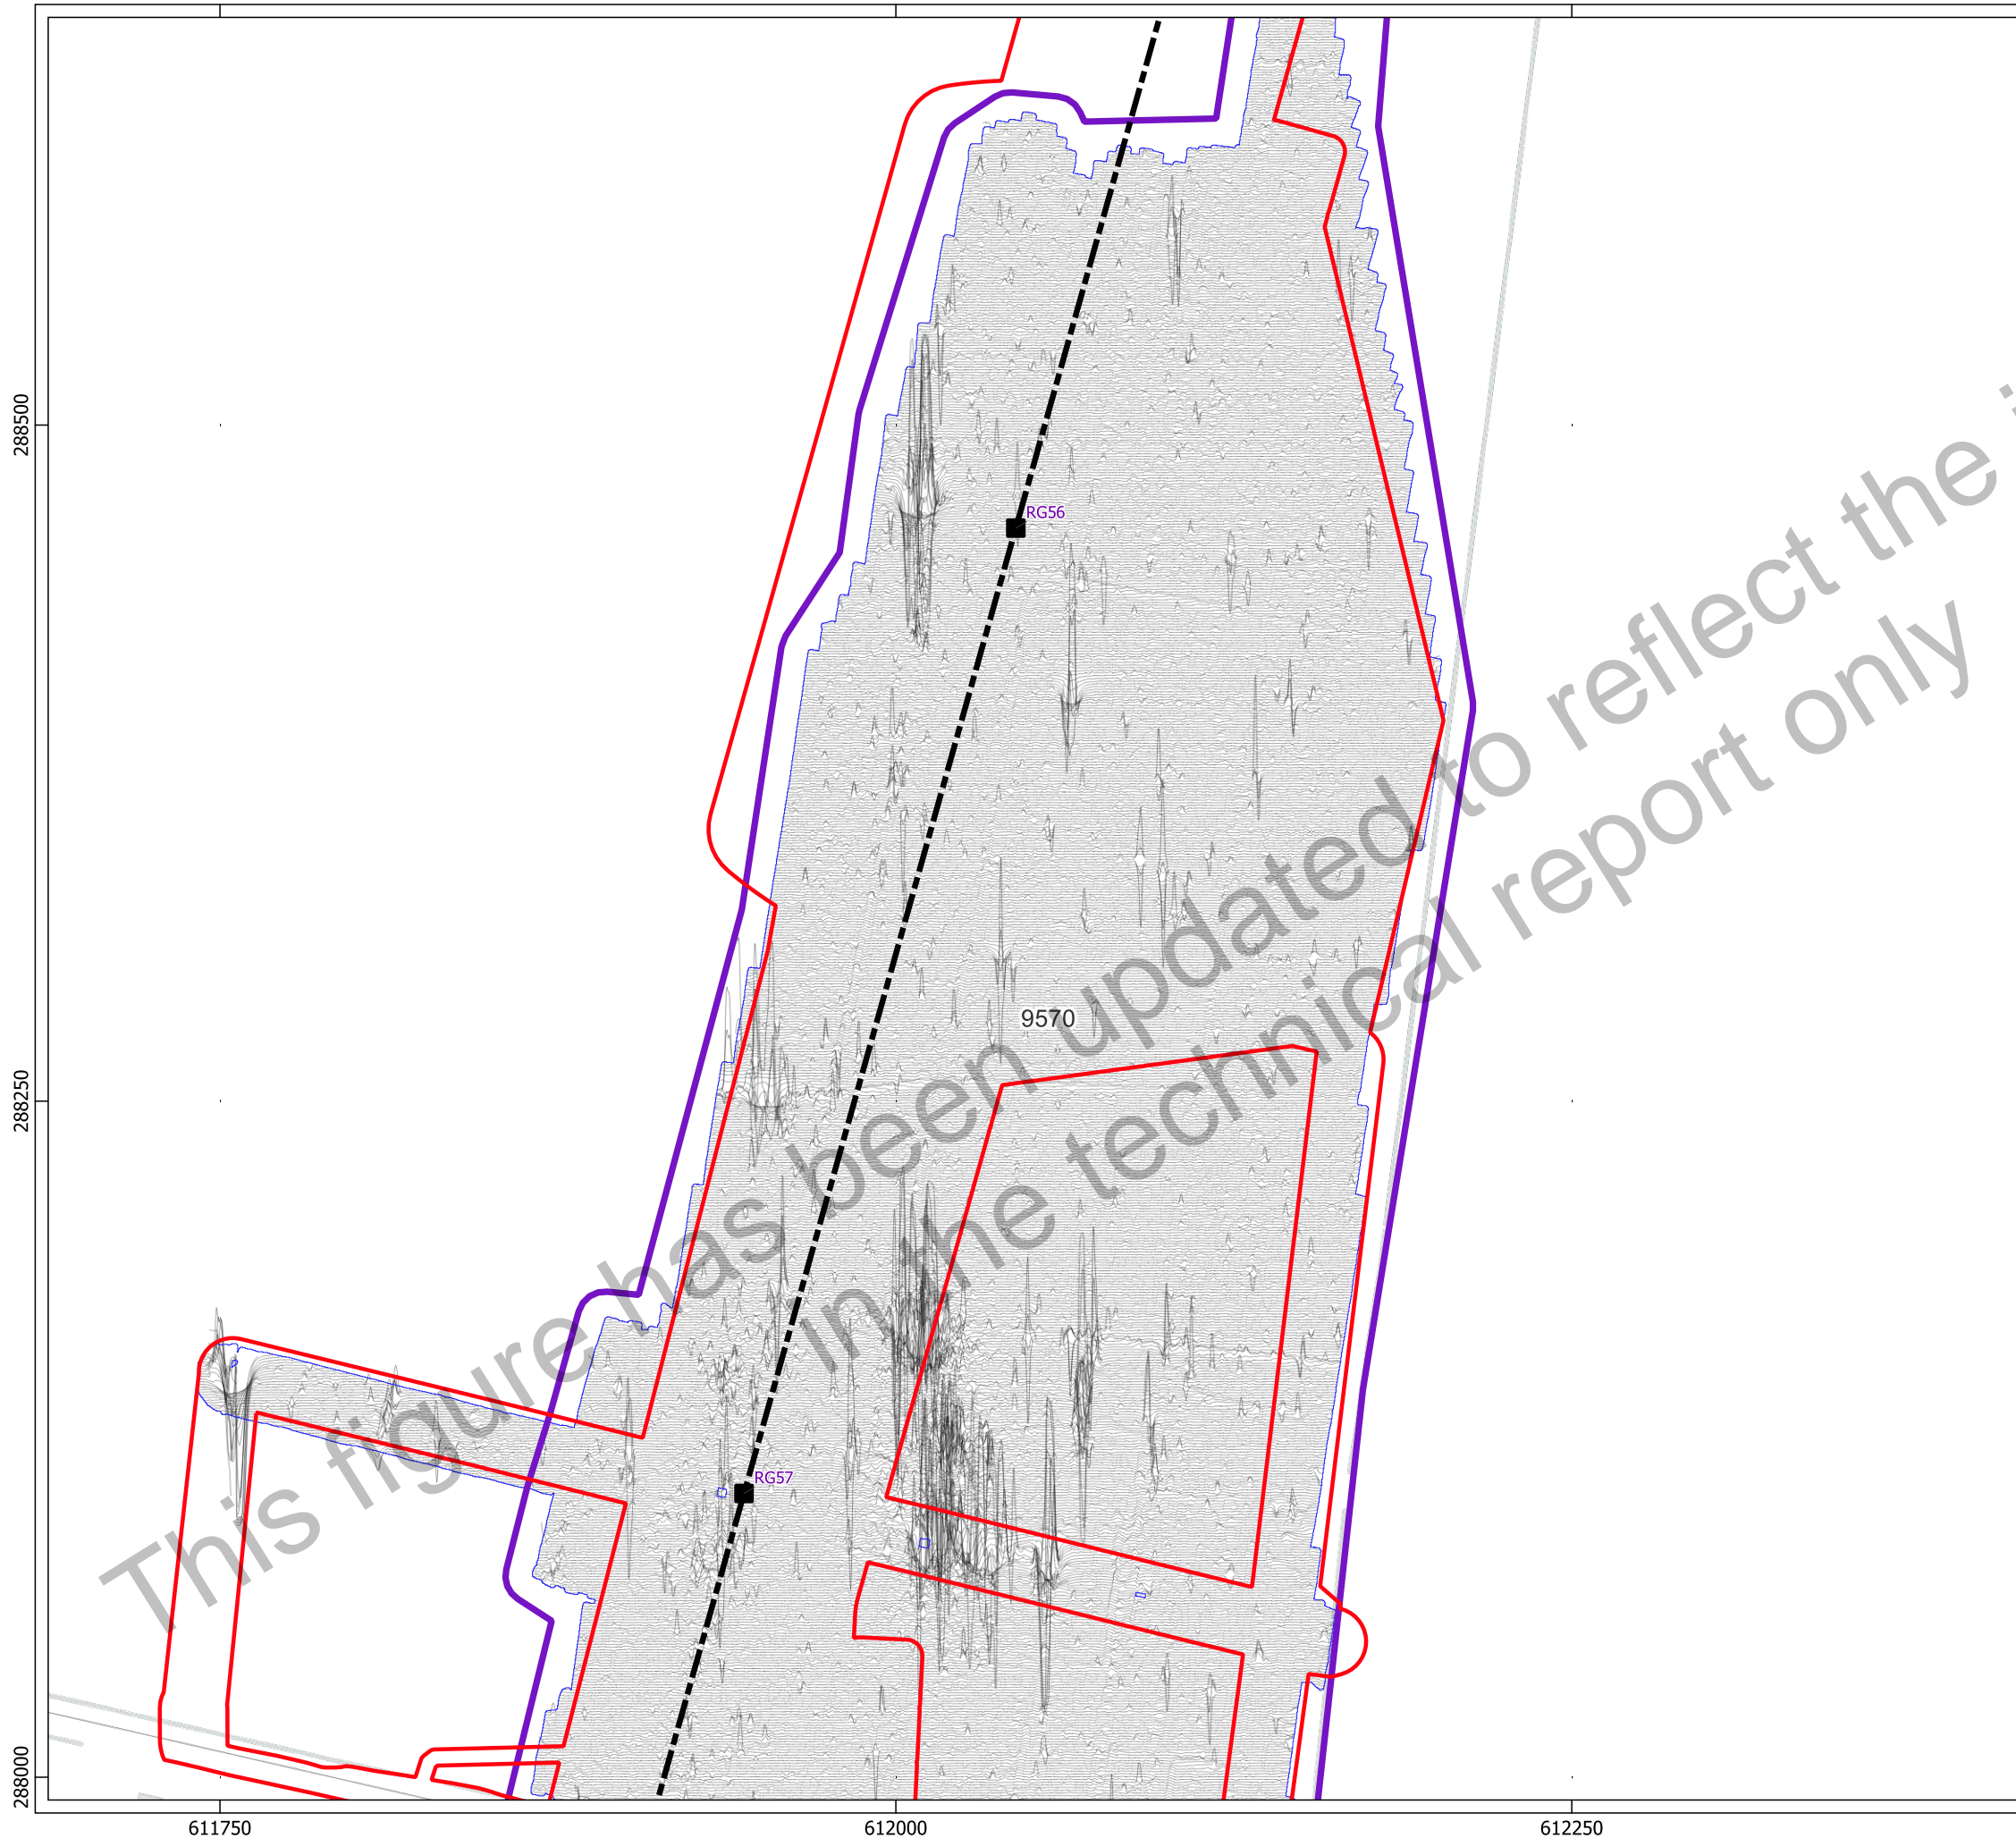 288500
RG56
This figure has been updated to reflect the
in the technical report only
9570
288250
RG57
288000
611750
612000
612250